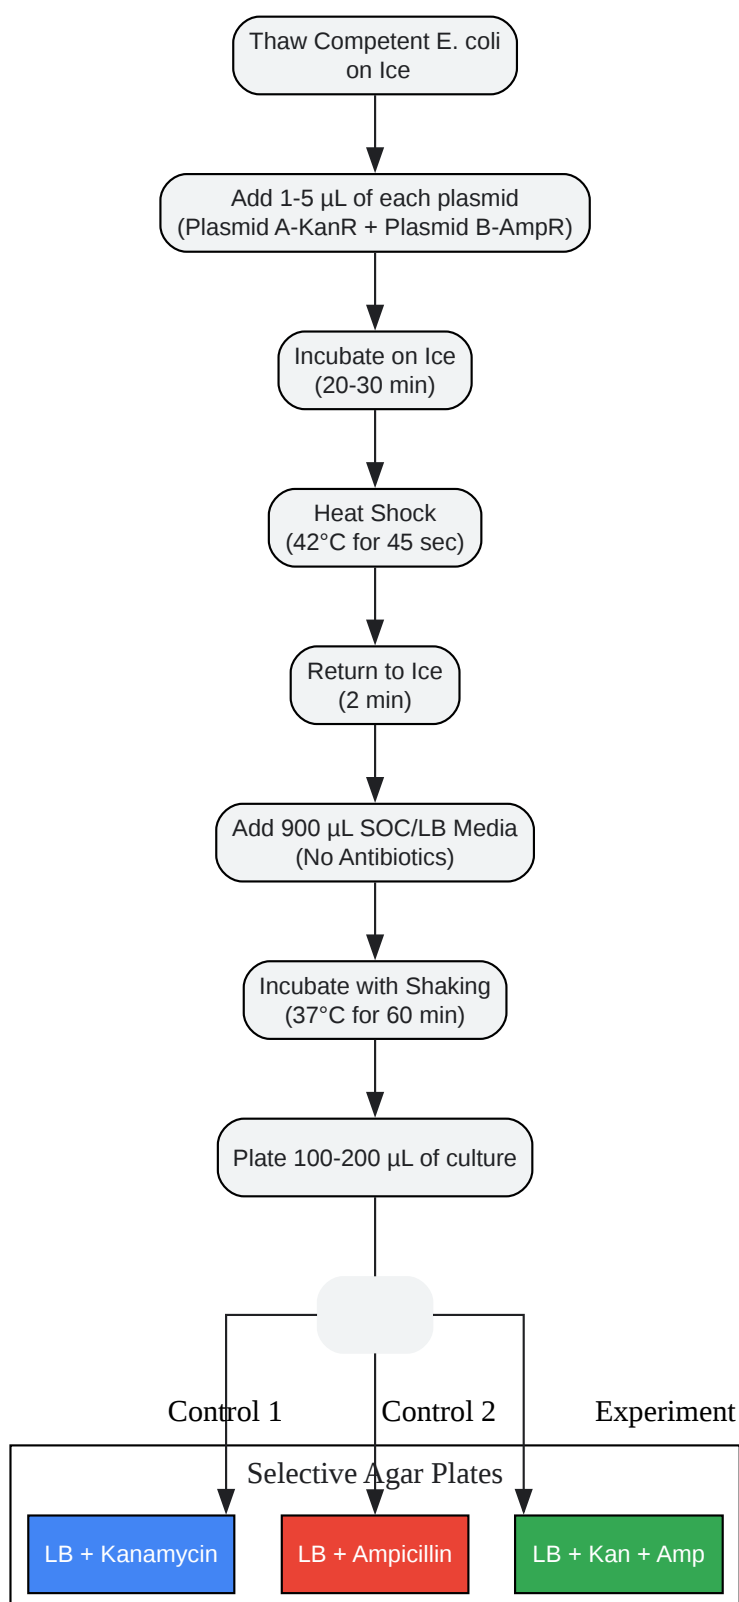 Thaw Competent E. coli
on Ice
Add 1-5 µL of each plasmid
(Plasmid A-KanR + Plasmid B-AmpR)
Incubate on Ice
(20-30 min)
Heat Shock
(42°C for 45 sec)
Return to Ice
(2 min)
Add 900 µL SOC/LB Media
(No Antibiotics)
Incubate with Shaking
(37°C for 60 min)
Plate 100-200 µL of culture
Control 1
Control 2
Experiment
Selective Agar Plates
LB + Kanamycin
LB + Ampicillin
LB + Kan + Amp